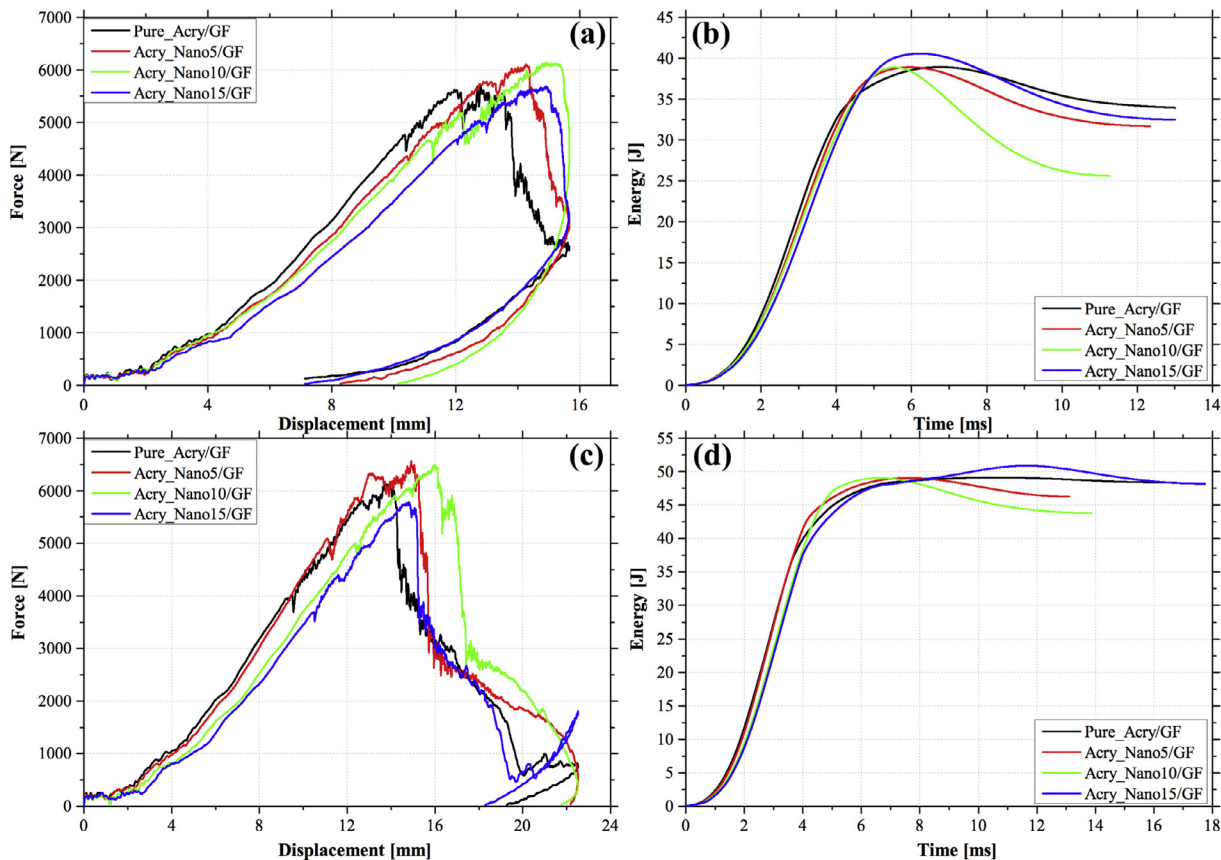 7000
6000
5000
4000
3000
2000
1000
0
Force [N]
Pure_Acry/GF
Acry_Nano5/GF
Acry_Nano10/GF
Acry_Nano15/GF
(a)
0 4 8 12 16 20
Displacement [mm]
45
40
35
30
25
20
15
10
5
0
Energy [J]
(b)
Pure_Acry/GF
Acry_Nano5/GF
Acry_Nano10/GF
Acry_Nano15/GF
0 2 4 6 8 10 12 14
Time [ms]
7000
6000
5000
4000
3000
2000
1000
0
Force [N]
Pure_Acry/GF
Acry_Nano5/GF
Acry_Nano10/GF
Acry_Nano15/GF
(c)
0 4 8 12 16 20 24
Displacement [mm]
55
50
45
40
35
30
25
20
15
10
5
0
Energy [J]
(d)
Pure_Acry/GF
Acry_Nano5/GF
Acry_Nano10/GF
Acry_Nano15/GF
0 2 4 6 8 10 12 14 16 18
Time [ms]